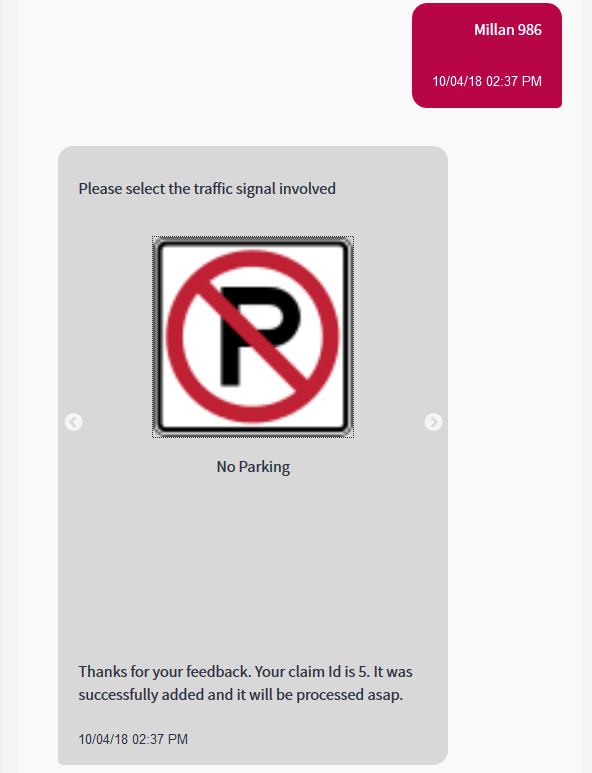 Millan 986
10/04/18 02:37 PM
Please select the traffic signal involved
P
No Parking
Thanks for your feedback. Your claim Id is 5. It was
successfully added and it will be processed asap.
10/04/18 02:37 PM